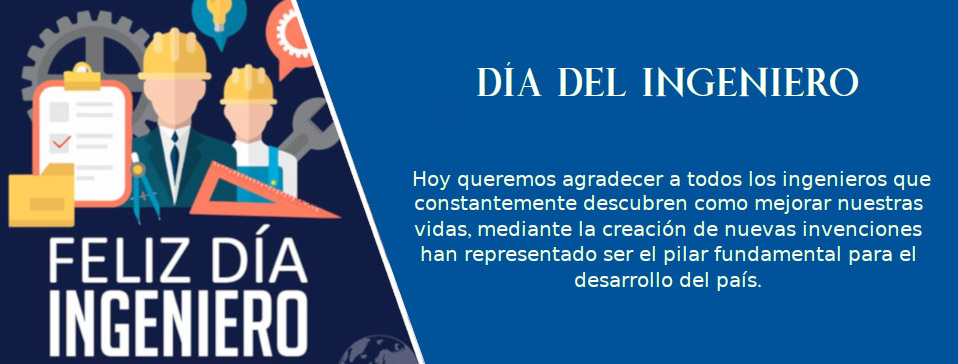 FELIZ DÍA
INGENIERO
DÍA DEL INGENIERO
Hoy queremos agradecer a todos los ingenieros que
constantemente descubren como mejorar nuestras
vidas, mediante la creación de nuevas invenciones
han representado ser el pilar fundamental para el
desarrollo del país.